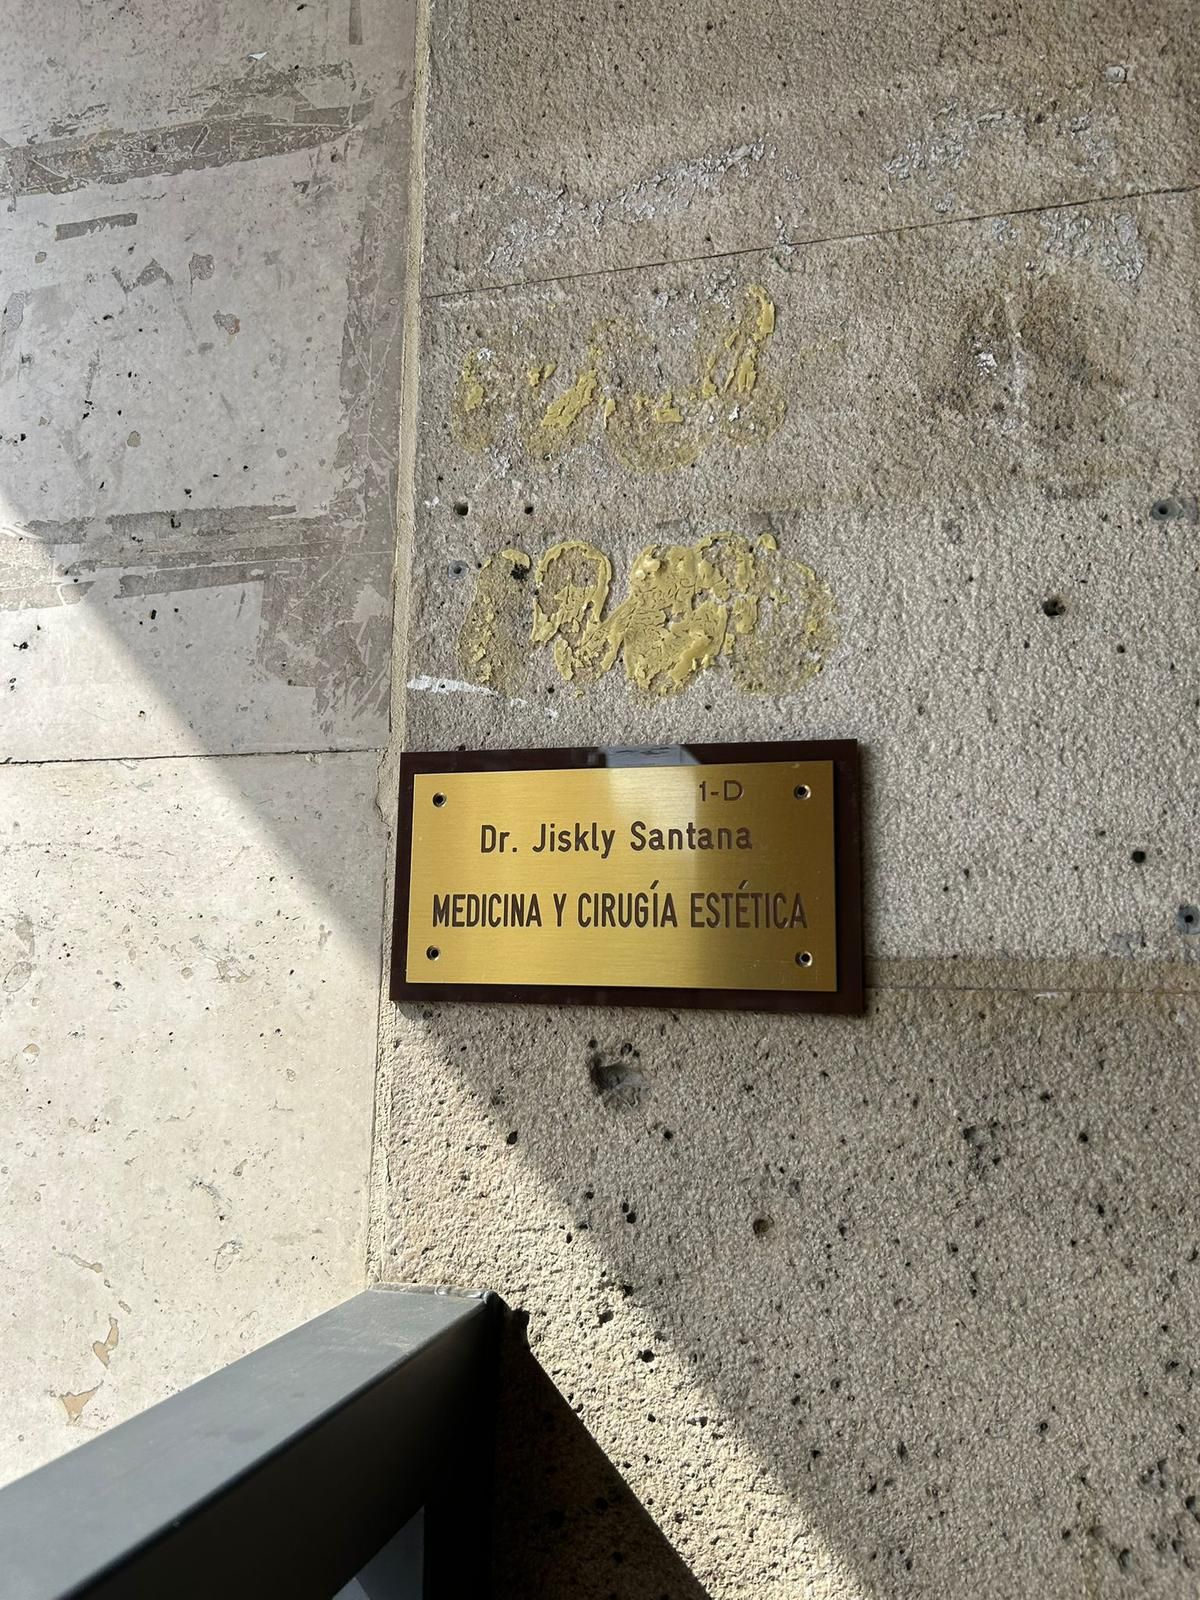 1-D
Dr. Jiskly Santana
MEDICINA Y CIRUGÍA ESTÉTICA